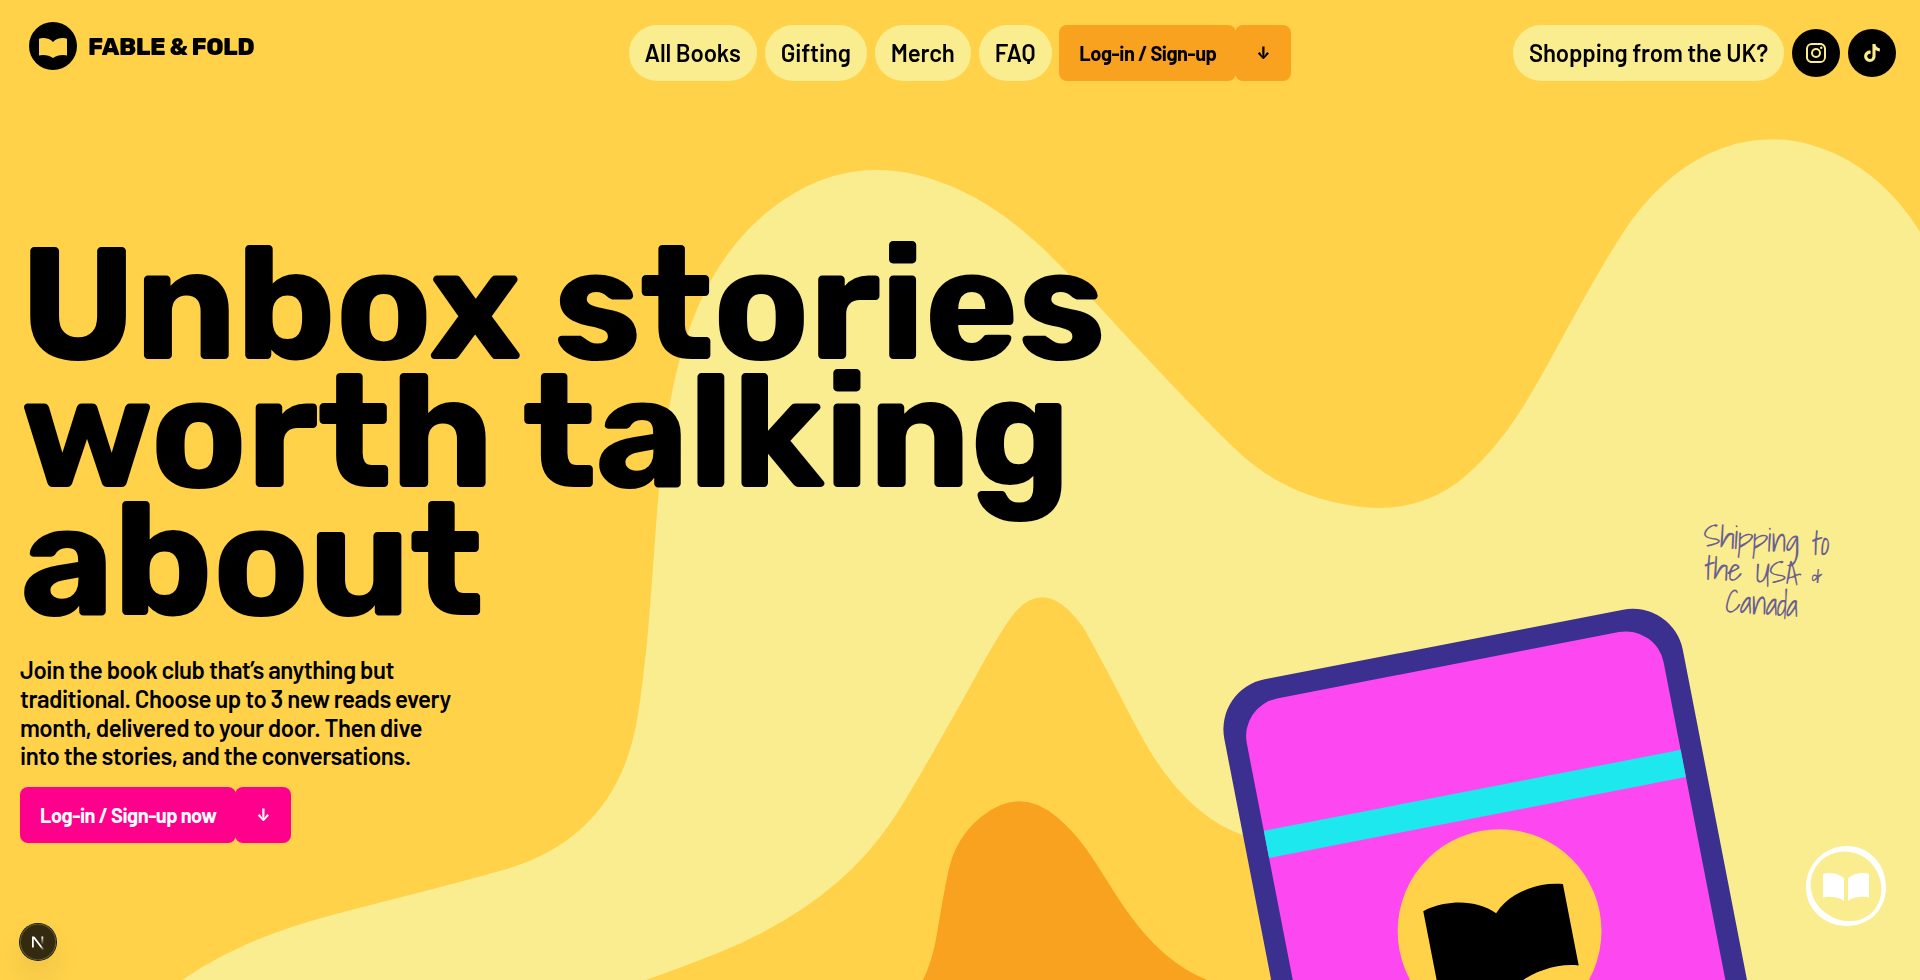 FABLE & FOLD
All Books
Gifting
Merch
FAQ
Log-in / Sign-up
Shopping from the UK?
Unbox stories
worth talking
about
Shipping to
the USA &
Canada
Join the book club that's anything but
traditional. Choose up to 3 new reads every
month, delivered to your door. Then dive
into the stories, and the conversations.
Log-in / Sign-up now
N